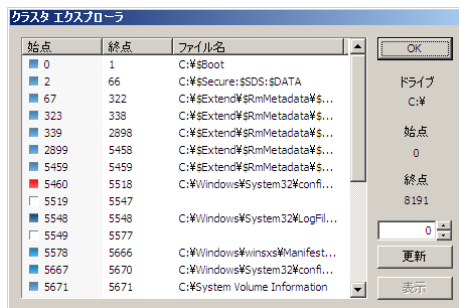 クラスタ エクスプローラ
始点 終点 ファイル名
0 1 C:¥$Boot
2 66 C:¥$Secure:$SDS:$DATA
67 322 C:¥$Extend¥$RmMetadata¥$...
323 338 C:¥$Extend¥$RmMetadata¥$...
339 2898 C:¥$Extend¥$RmMetadata¥$...
2899 5458 C:¥$Extend¥$RmMetadata¥$...
5459 5459 C:¥$Extend¥$RmMetadata¥$...
5460 5518 C:¥Windows¥System32¥confi...
5519 5547
5548 5548 C:¥Windows¥System32¥LogFil...
5549 5577
5578 5666 C:¥Windows¥winsxs¥Manifest...
5667 5670 C:¥Windows¥System32¥confi...
5671 5671 C:¥System Volume Information
OK
ドライブ
C:¥
始点
0
終点
8191
0
更新
表示